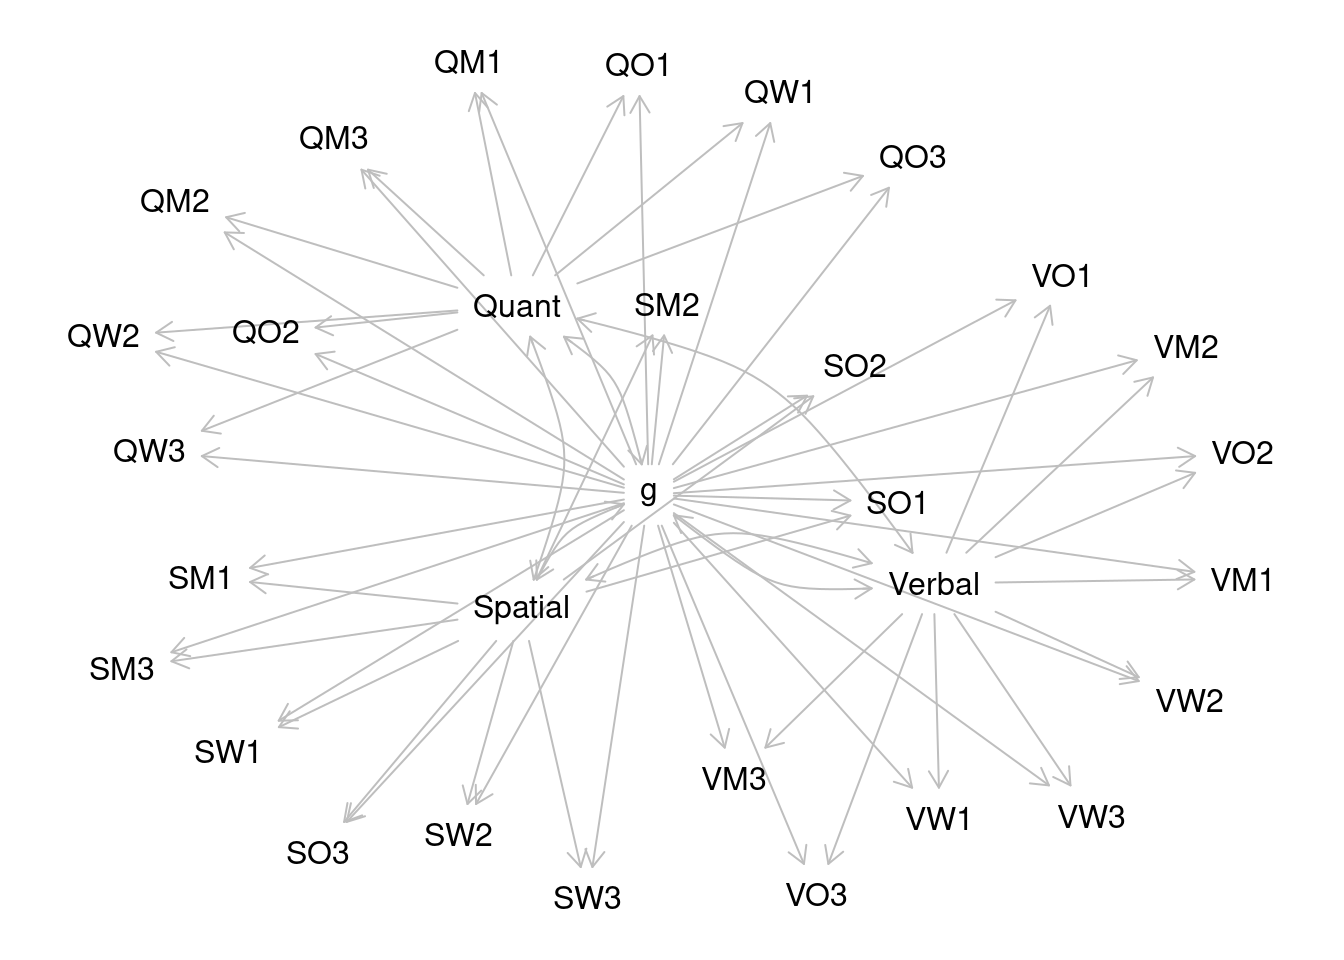 QM1
QO1
QW1
QM3
QO3
QM2
VO1
Quant
SM2
QO2
QW2
VM2
SO2
QW3
VO2
g
SO1
SM1
VM1
Verbal
Spatial
SM3
VW2
SW1
VM3
VW3
VW1
SW2
SO3
VO3
SW3